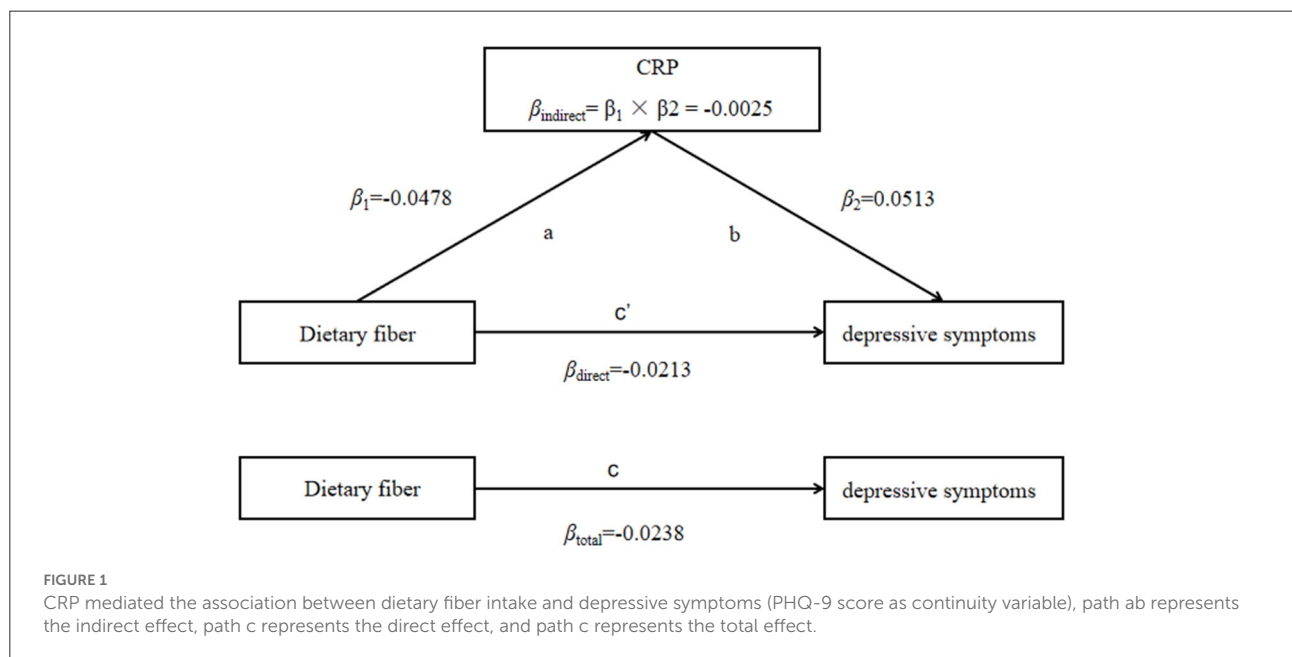 CRP
βindirect= β1 × β2 = -0.0025
β1=-0.0478
β2=0.0513
a
b
Dietary fiber
c'
depressive symptoms
βdirect=-0.0213
Dietary fiber
c
depressive symptoms
βtotal=-0.0238
FIGURE 1
CRP mediated the association between dietary fiber intake and depressive symptoms (PHQ-9 score as continuity variable), path ab represents
the indirect effect, path c represents the direct effect, and path c represents the total effect.